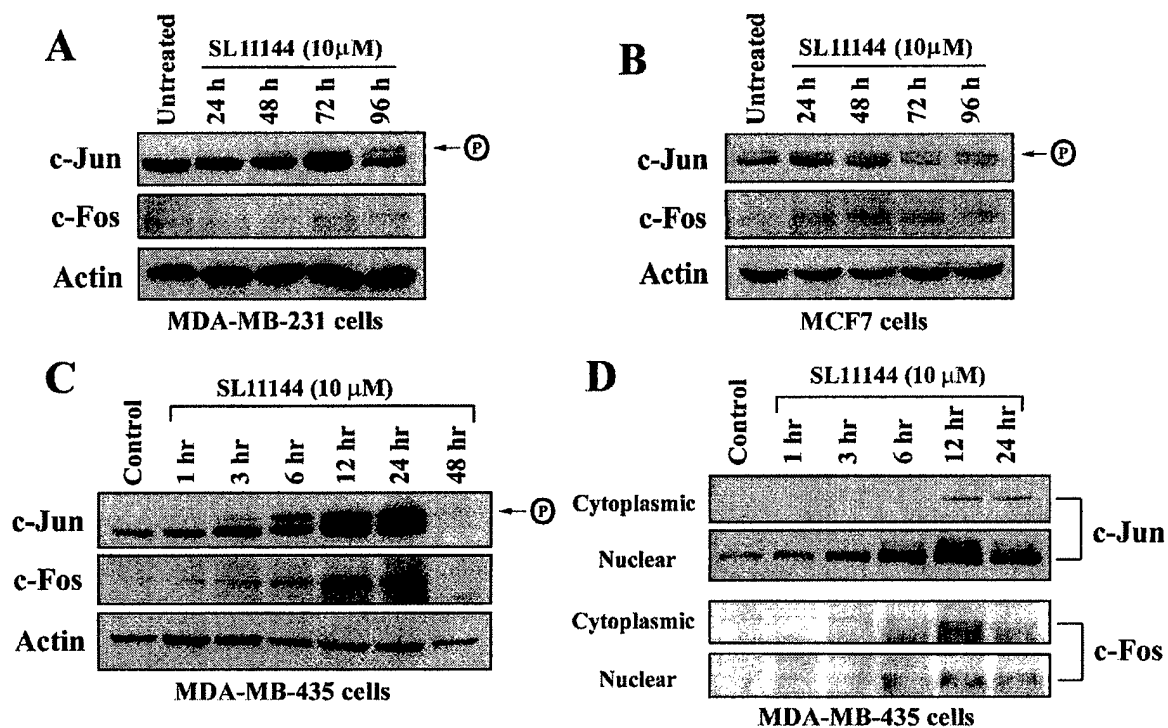 A
SL11144 (10μM)
Untreated
24 h
48 h
72 h
96 h
c-Jun
P
c-Fos
Actin
MDA-MB-231 cells
B
SL11144 (10μM)
Untreated
24 h
48 h
72 h
96 h
c-Jun
P
c-Fos
Actin
MCF7 cells
C
SL11144 (10 μM)
Control
1 hr
3 hr
6 hr
12 hr
24 hr
48 hr
c-Jun
P
c-Fos
Actin
MDA-MB-435 cells
D
SL11144 (10 μM)
Control
1 hr
3 hr
6 hr
12 hr
24 hr
Cytoplasmic
Nuclear
c-Jun
Cytoplasmic
Nuclear
c-Fos
MDA-MB-435 cells